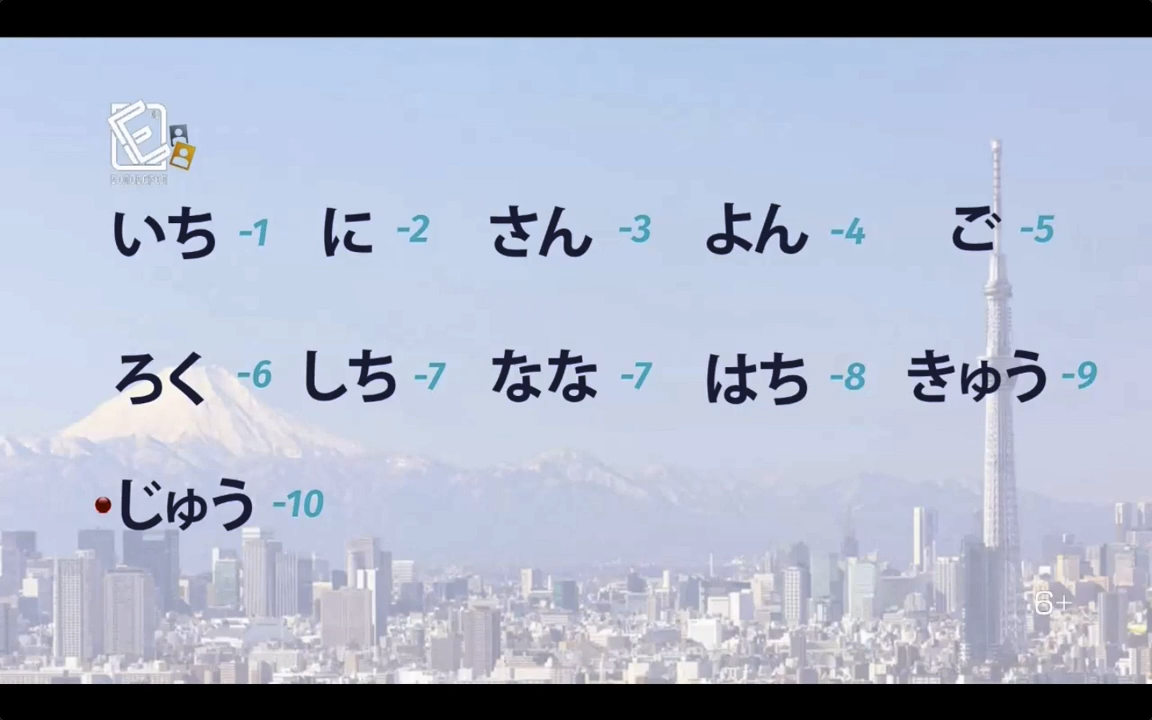 いち -1 に -2 さん -3 よん -4 ご -5
ろく -6 しち -7 なな -7 はち -8 きゅう -9
じゅう -10
6+